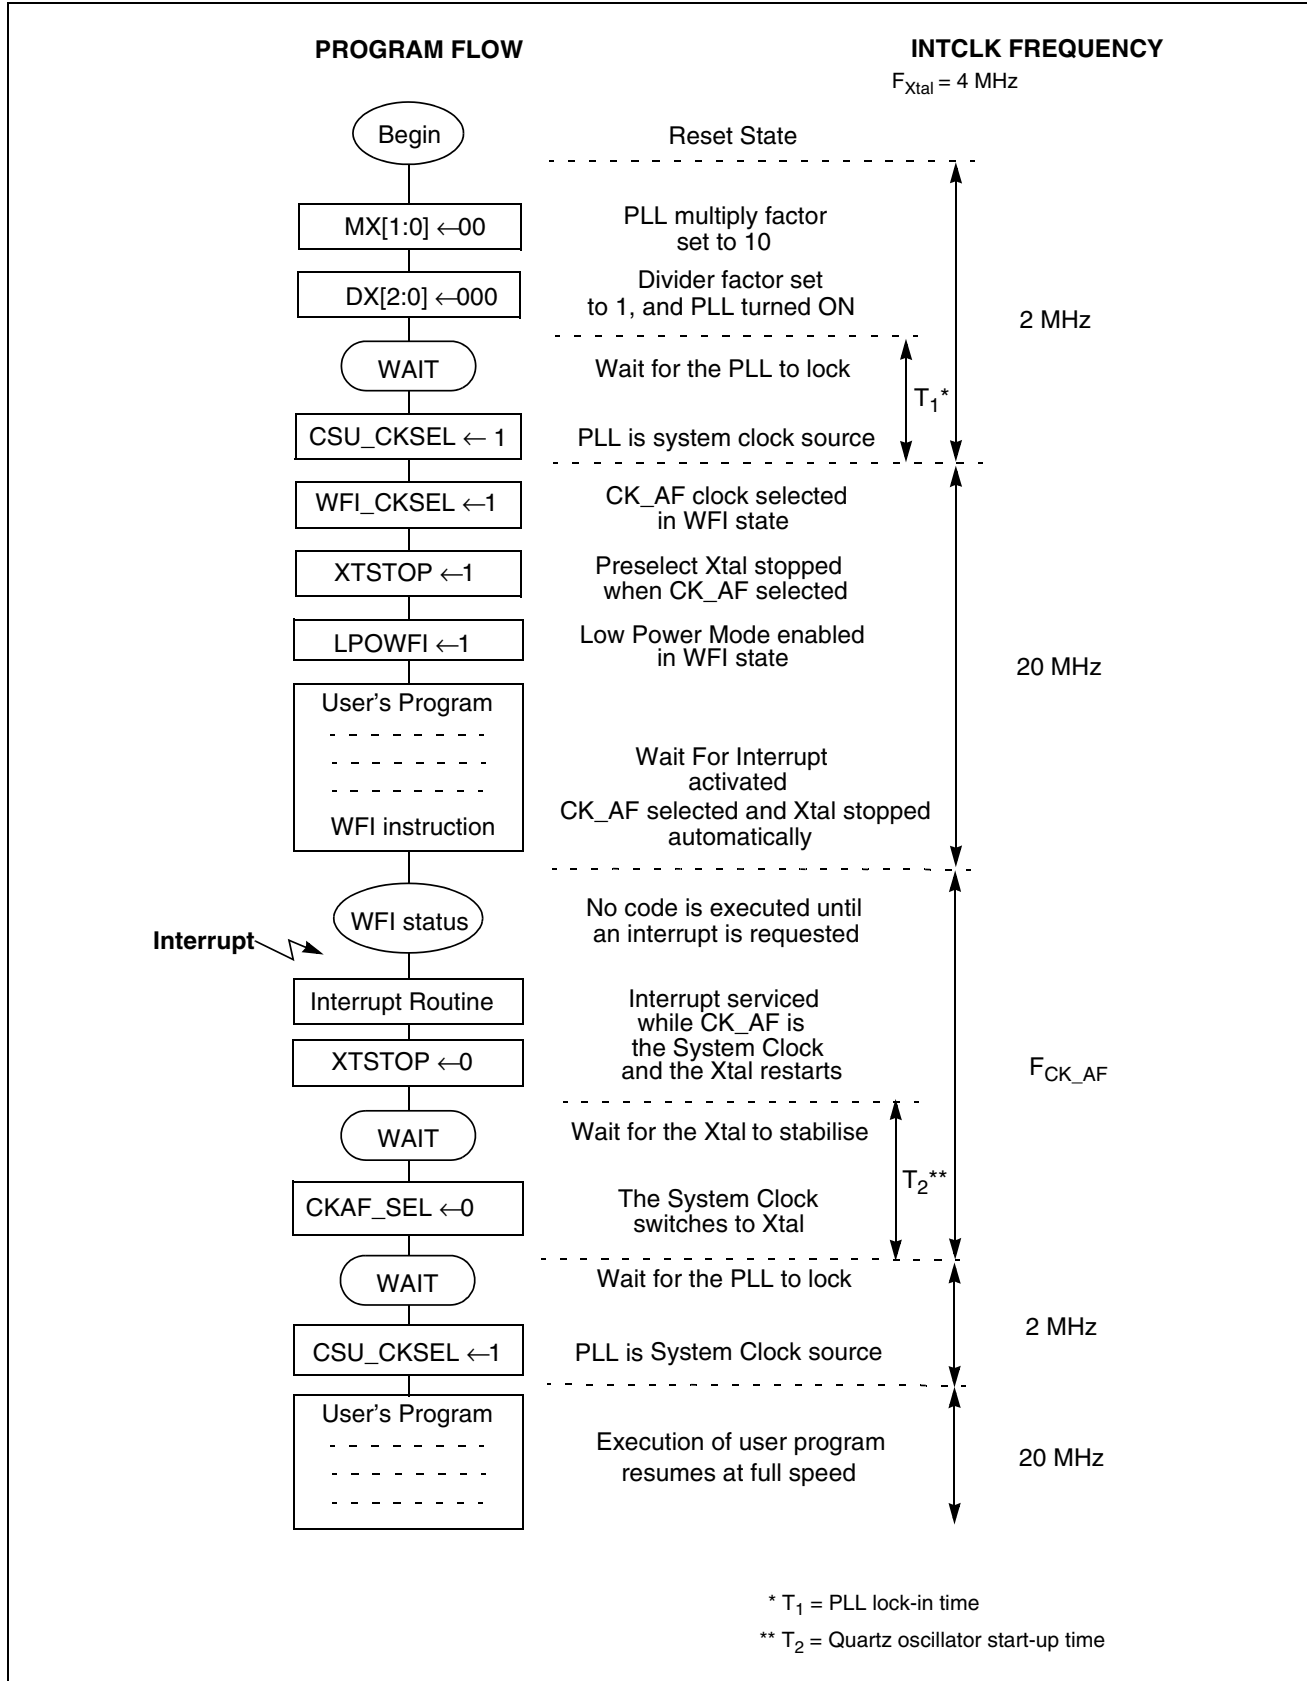 PROGRAM FLOW
INTCLK FREQUENCY
F_Xtal = 4 MHz
Begin
Reset State
MX[1:0] ←00
PLL multiply factor
set to 10
DX[2:0] ←000
Divider factor set
to 1, and PLL turned ON
2 MHz
WAIT
Wait for the PLL to lock
T1*
CSU_CKSEL ← 1
PLL is system clock source
WFI_CKSEL ←1
CK_AF clock selected
in WFI state
XTSTOP ←1
Preselect Xtal stopped
when CK_AF selected
LPOWFI ←1
Low Power Mode enabled
in WFI state
20 MHz
User's Program
WFI instruction
Wait For Interrupt
activated
CK_AF selected and Xtal stopped
automatically
WFI status
No code is executed until
an interrupt is requested
Interrupt
Interrupt Routine
Interrupt serviced
while CK_AF is
the System Clock
and the Xtal restarts
XTSTOP ←0
F_CK_AF
WAIT
Wait for the Xtal to stabilise
T2**
CKAF_SEL ←0
The System Clock
switches to Xtal
WAIT
Wait for the PLL to lock
2 MHz
CSU_CKSEL ←1
PLL is System Clock source
User's Program
Execution of user program
resumes at full speed
20 MHz
* T1 = PLL lock-in time
** T2 = Quartz oscillator start-up time